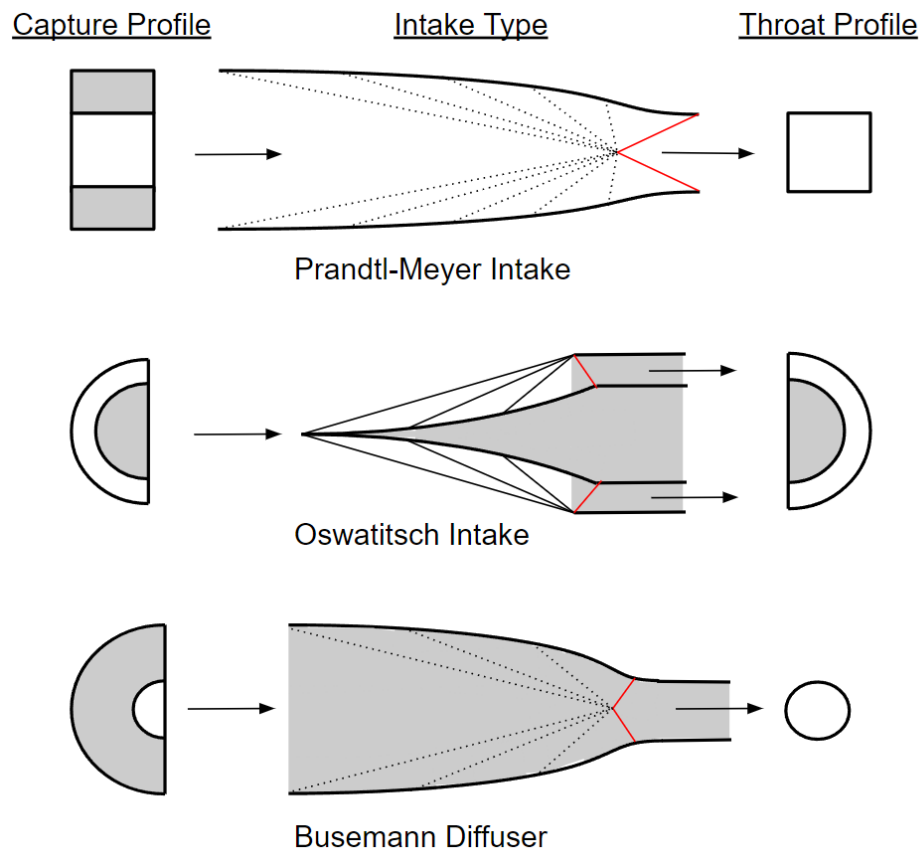 Capture Profile
Intake Type
Throat Profile
Prandtl-Meyer Intake
Oswatitsch Intake
Busemann Diffuser